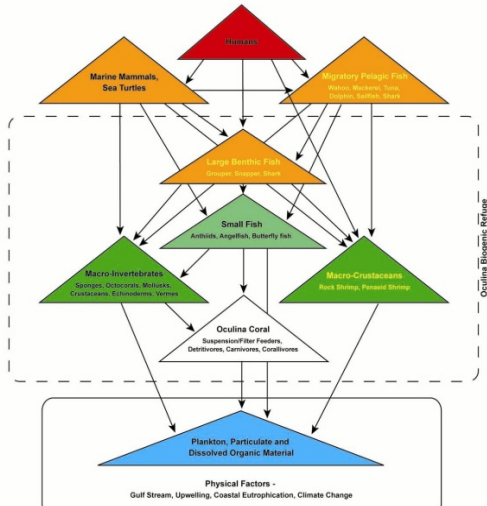 Humans
Marine Mammals,
Sea Turtles
Migratory Pelagic Fish
Wahoo, Mackerel, Tuna,
Dolphin, Sailfish, Shark
Large Benthic Fish
Grouper, Snapper, Shark
Small Fish
Anthiids, Angelfish, Butterfly fish
Macro-Invertebrates
Sponges, Octocorals, Mollusks,
Crustaceans, Echinoderms, Vermes
Macro-Crustaceans
Rock Shrimp, Penaeid Shrimp
Oculina Coral
Suspension/Filter Feeders,
Detritivores, Carnivores, Corallivores
Oculina Biogenic Refuge
Plankton, Particulate and
Dissolved Organic Material
Physical Factors -
Gulf Stream, Upwelling, Coastal Eutrophication, Climate Change